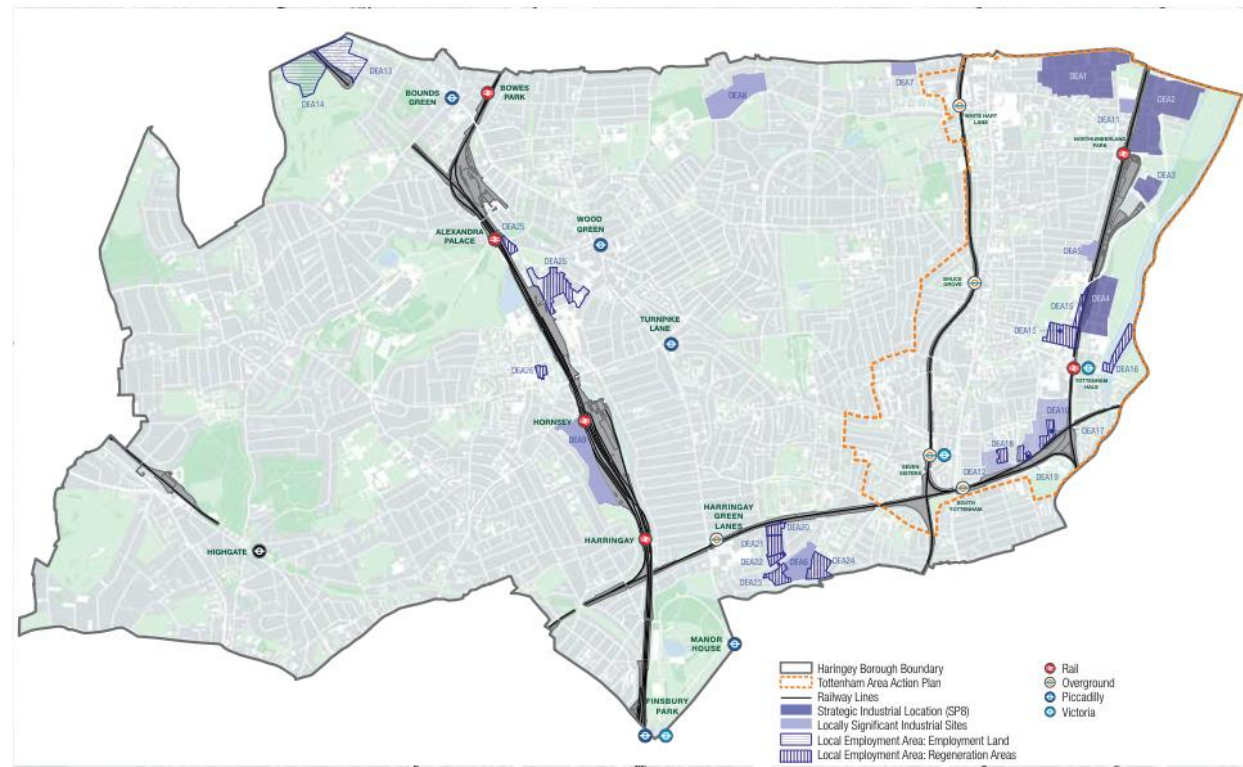 DEA13
DEA14
BOUNDS
GREEN
BOWES
PARK
DEA8
DEA7
WHITE HART
LANE
DEA1
DEA2
DEA11
NORTHUMBERLAND
PARK
DEA3
ALEXANDRA
PALACE
DEA25
WOOD
GREEN
DEA25
DEA5
BRUCE
GROVE
DEA15
DEA4
DEA15
TURNPIKE
LANE
DEA26
DEA16
TOTTENHAM
HALE
HORNSEY
DEA9
DEA10
DEA17
DEA18
SEVEN
SISTERS
DEA12
DEA19
SOUTH
TOTTENHAM
HARRINGAY
GREEN
LANES
HARRINGAY
DEA20
DEA21
DEA22
DEA6
DEA24
DEA23
HIGHGATE
MANOR
HOUSE
FINSBURY
PARK
Haringey Borough Boundary
Tottenham Area Action Plan
Railway Lines
Strategic Industrial Location (SP8)
Locally Significant Industrial Sites
Local Employment Area: Employment Land
Local Employment Area: Regeneration Areas
Rail
Overground
Piccadilly
Victoria